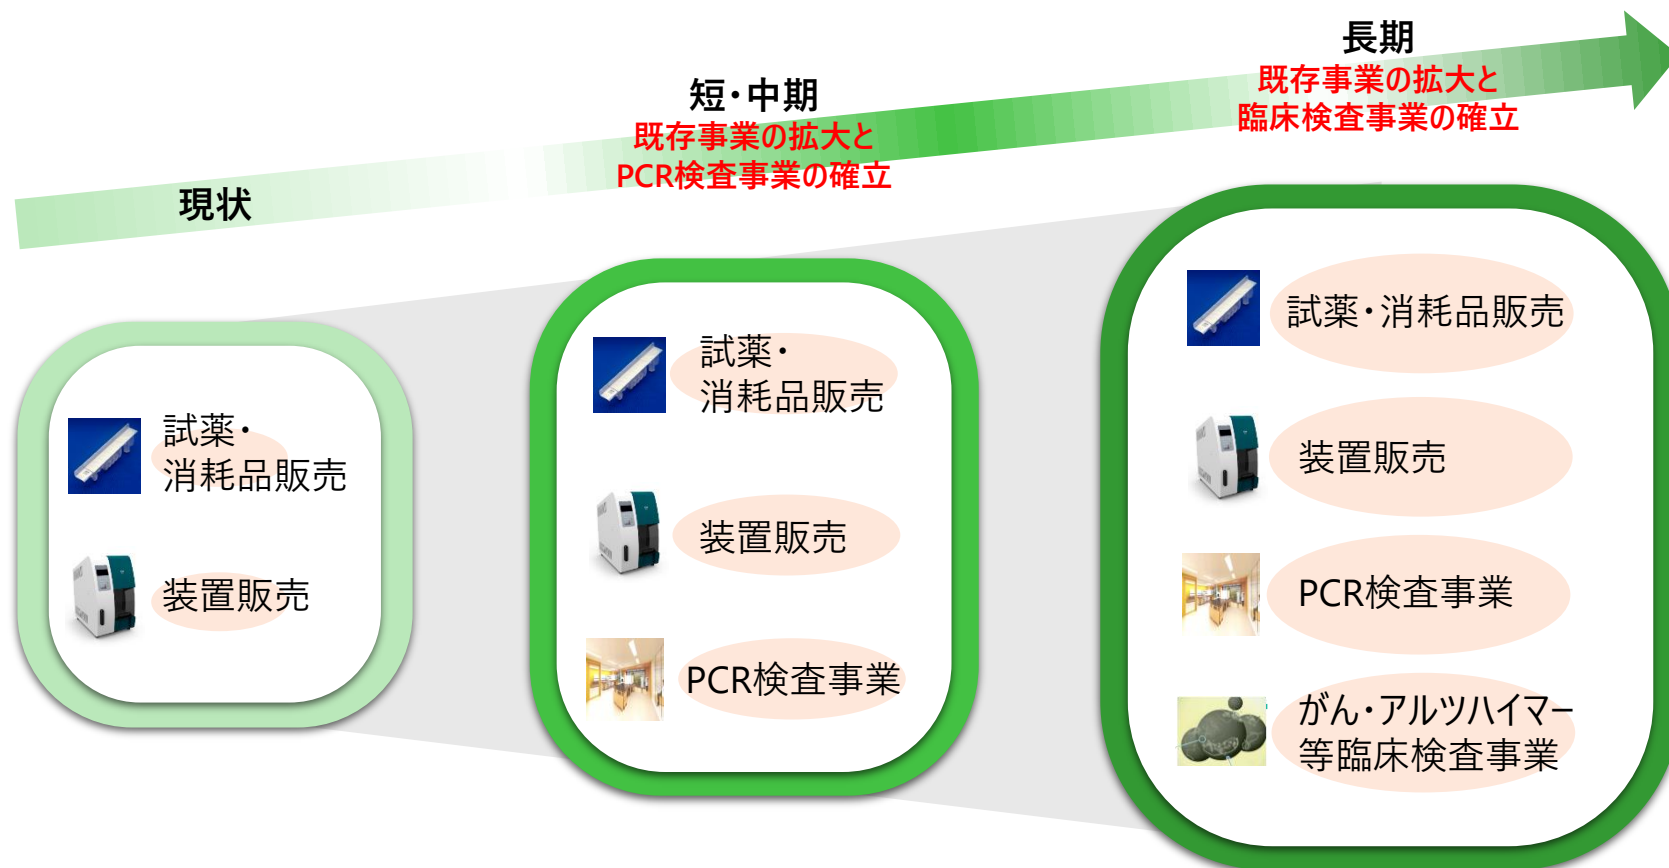 長期
既存事業の拡大と
臨床検査事業の確立
短・中期
既存事業の拡大と
PCR検査事業の確立
現状
試薬・
消耗品販売
装置販売
試薬・
消耗品販売
装置販売
PCR検査事業
試薬・消耗品販売
装置販売
PCR検査事業
がん・アルツハイマー
等臨床検査事業